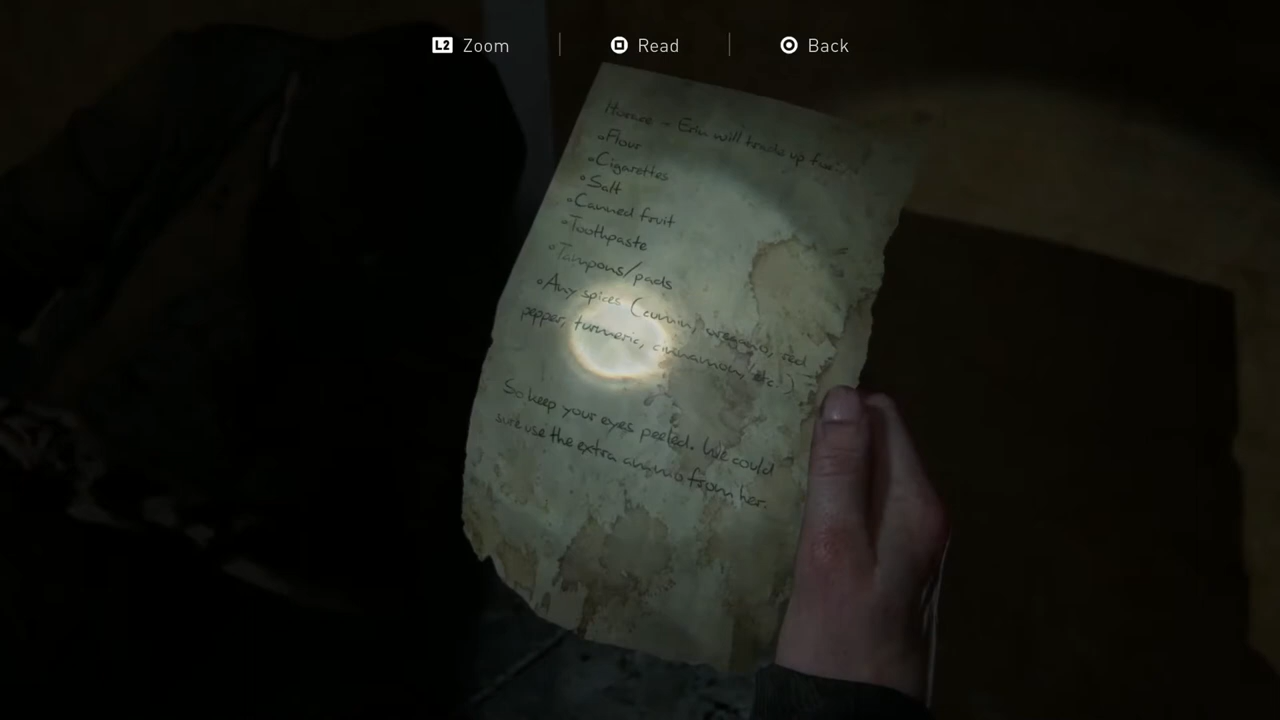 L2 Zoom | Read | Back
Horace - Erin will trade us for:
•Flour
•Cigarettes
•Salt
•Canned fruit
•Toothpaste
•Tampons/pads
•Any spices (cumin, oregano, red
pepper, turmeric, cinnamon, etc.!)
So keep your eyes peeled. We could
sure use the extra ammo from her.